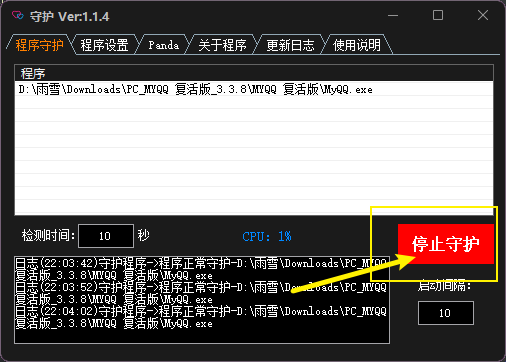 守护 Ver:1.1.4
程序守护 程序设置 Panda 关于程序 更新日志 使用说明
程序
D:\雨雪\Downloads\PC_MYQQ 复活版_3.3.8\MYQQ 复活版\MyQQ.exe
检测时间: 10 秒 CPU: 1% 停止守护
日志(22:03:42)守护程序->程序正常守护-D:\雨雪\Downloads\PC_MYQQ
复活版_3.3.8\MYQQ 复活版\MyQQ.exe
日志(22:03:52)守护程序->程序正常守护-D:\雨雪\Downloads\PC_MYQQ
复活版_3.3.8\MYQQ 复活版\MyQQ.exe
日志(22:04:02)守护程序->程序正常守护-D:\雨雪\Downloads\PC_MYQQ
复活版_3.3.8\MYQQ 复活版\MyQQ.exe
启动间隔:
10